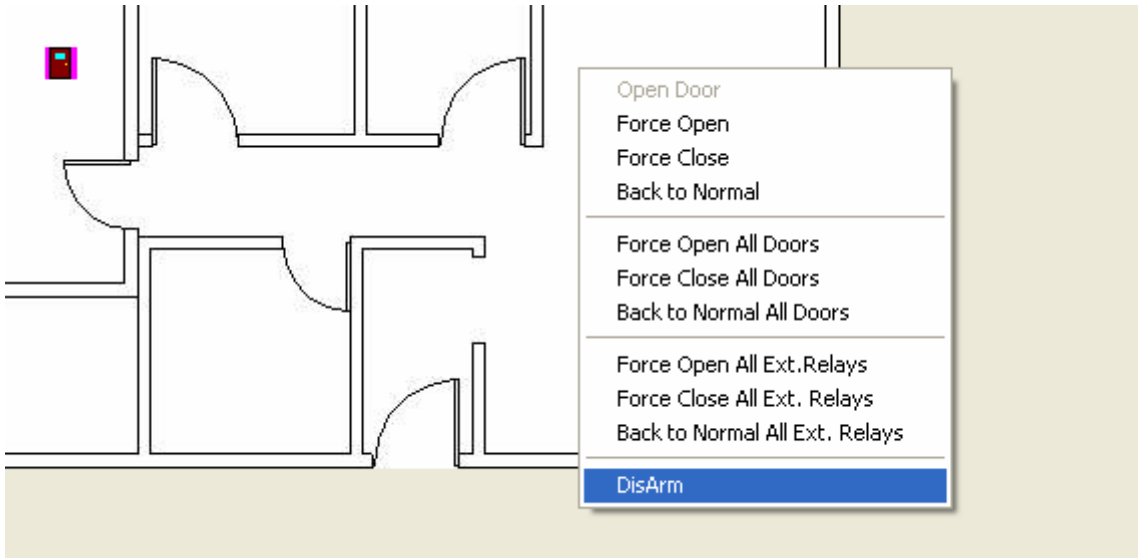 Open Door
Force Open
Force Close
Back to Normal
Force Open All Doors
Force Close All Doors
Back to Normal All Doors
Force Open All Ext.Relays
Force Close All Ext. Relays
Back to Normal All Ext. Relays
DisArm